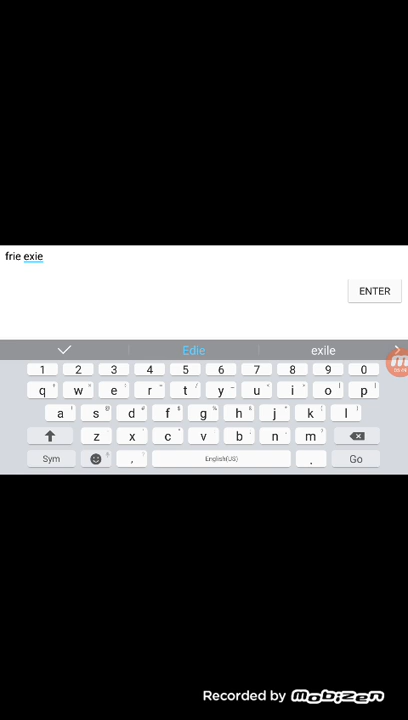 frie exie
ENTER
Edie exile
1 2 3 4 5 6 7 8 9 0
q w e r t y u i o p
a s d f g h j k l
z x c v b n m
Sym , English(US) . Go
Recorded by Mobizen